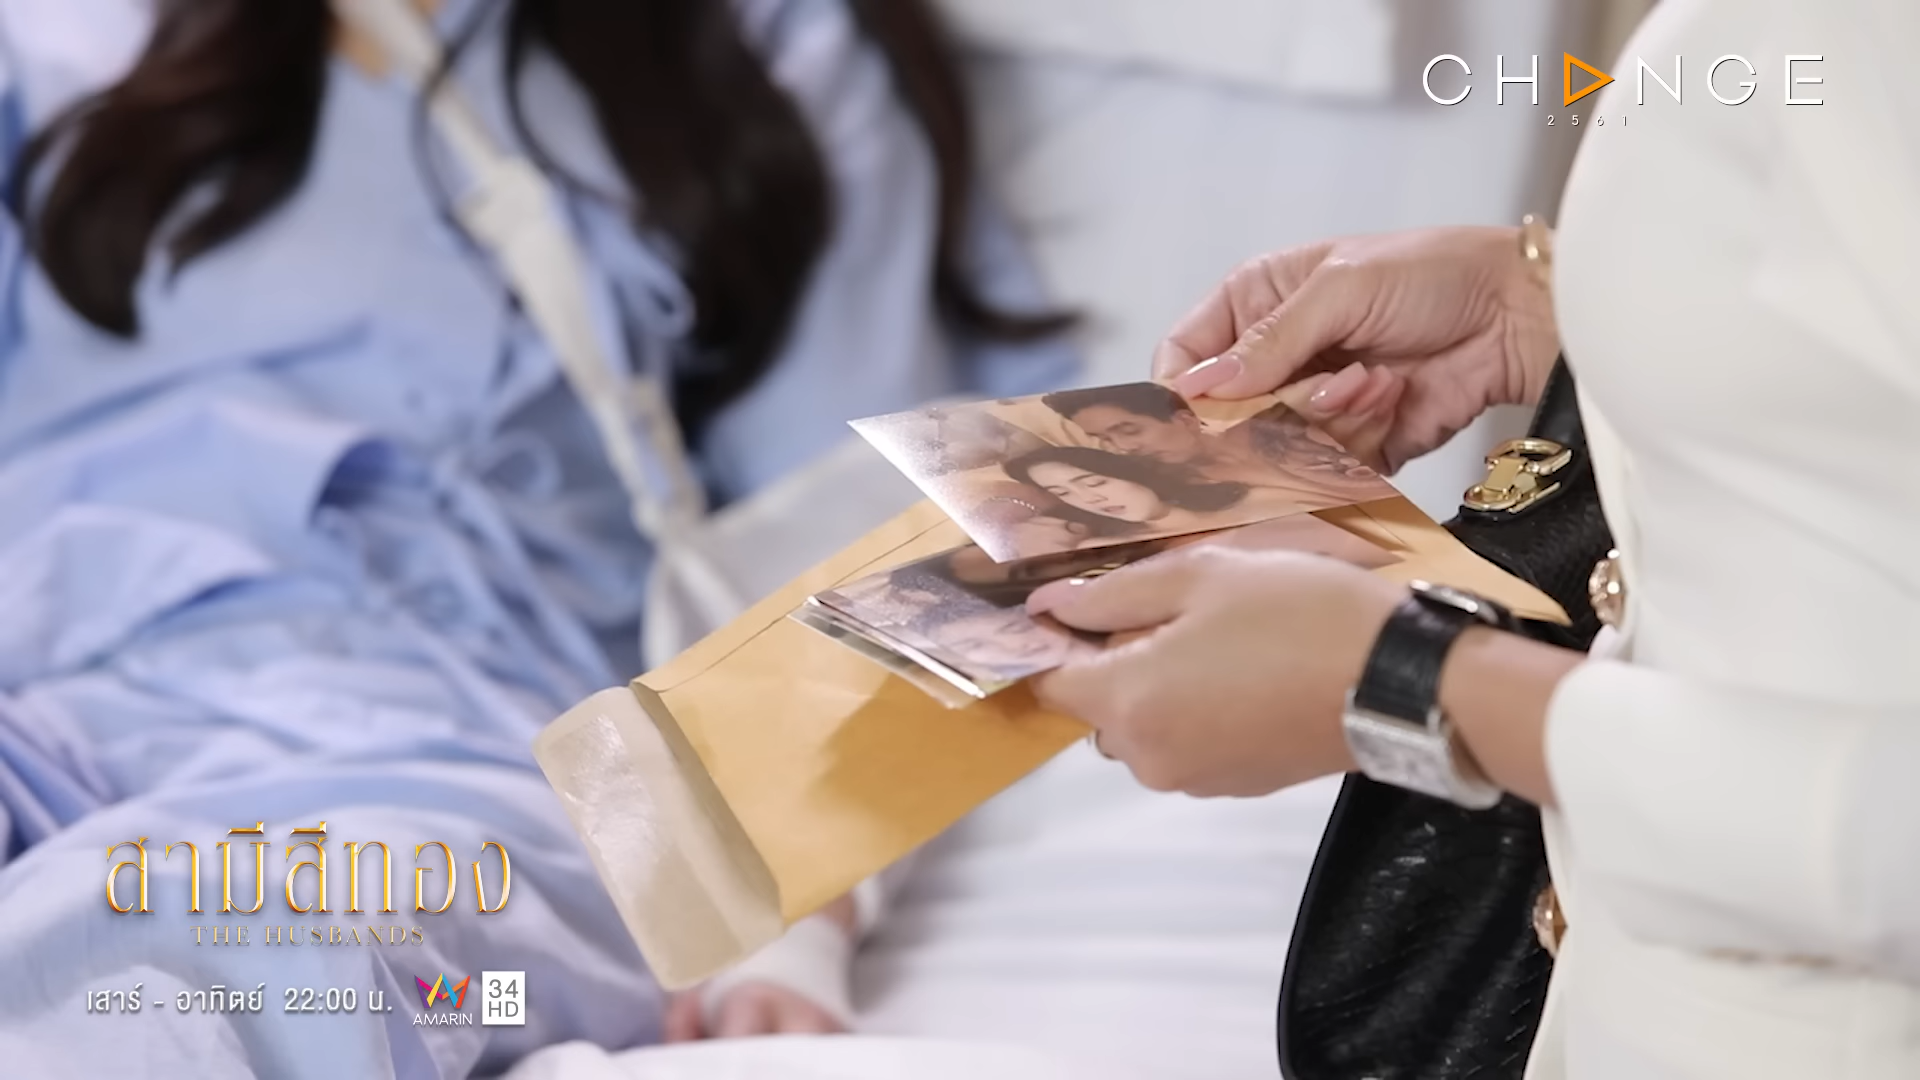 CHANGE
2561
สามีสีทอง
THE HUSBANDS
เสาร์ - อาทิตย์ 22:00 น.
AMARIN
34
HD